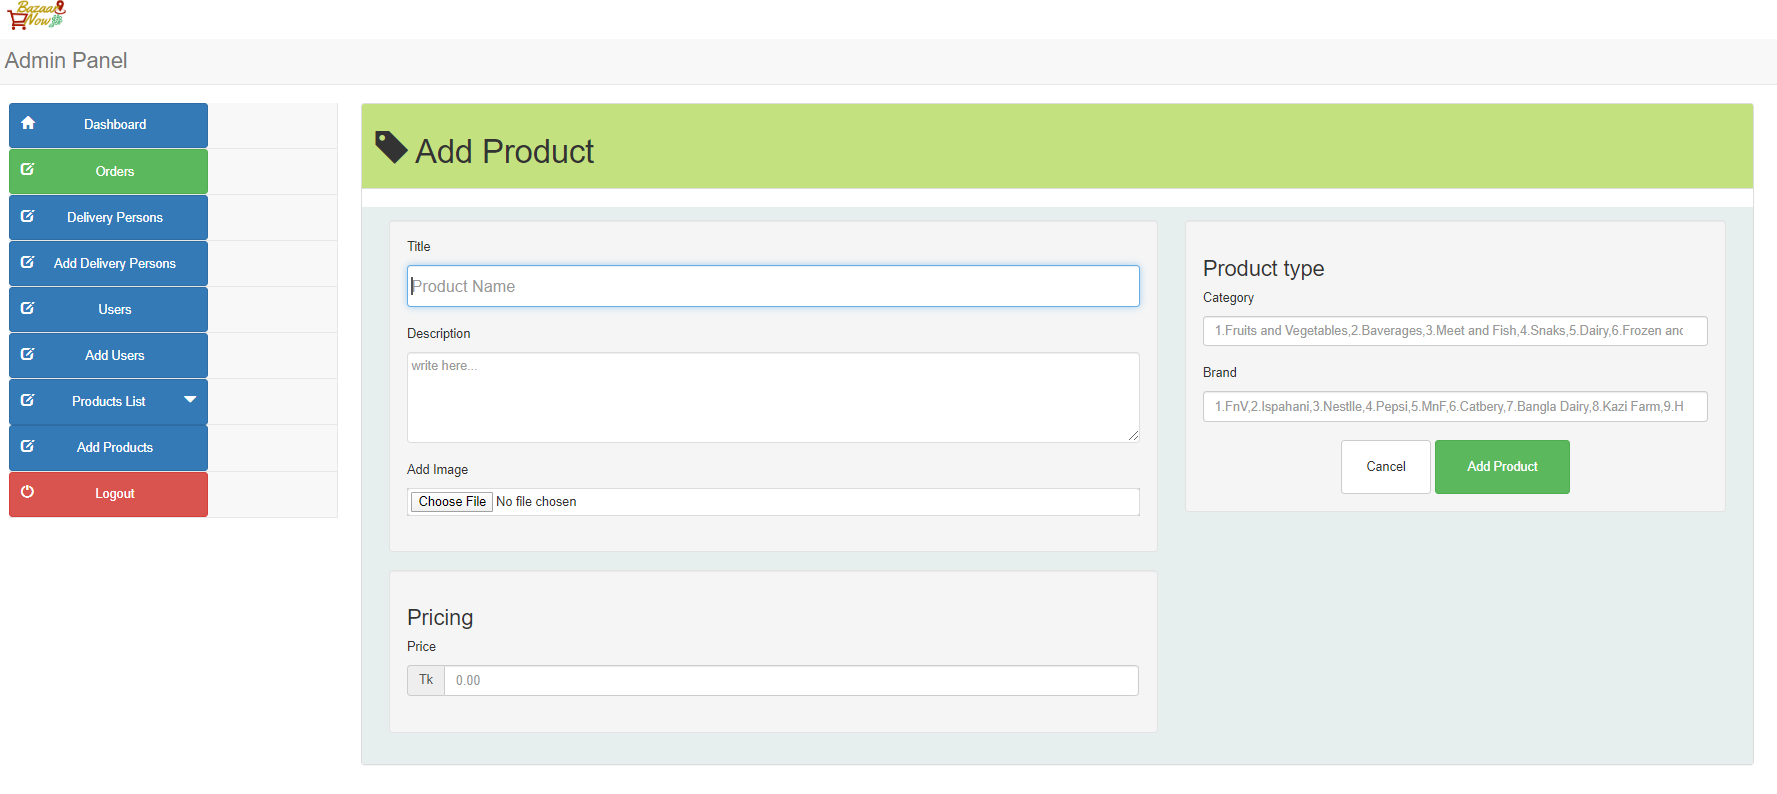 Bazaar
Now
Admin Panel
Dashboard
Orders
Delivery Persons
Add Delivery Persons
Users
Add Users
Products List
Add Products
Logout
Add Product
Title
Product Name
Description
write here...
Add Image
Choose File No file chosen
Pricing
Price
Tk 0.00
Product type
Category
1.Fruits and Vegetables,2.Baverages,3.Meet and Fish,4.Snaks,5.Dairy,6.Frozen and
Brand
1.FnV,2.Ispahani,3.Nestlle,4.Pepsi,5.MnF,6.Catbery,7.Bangla Dairy,8.Kazi Farm,9.H
Cancel Add Product